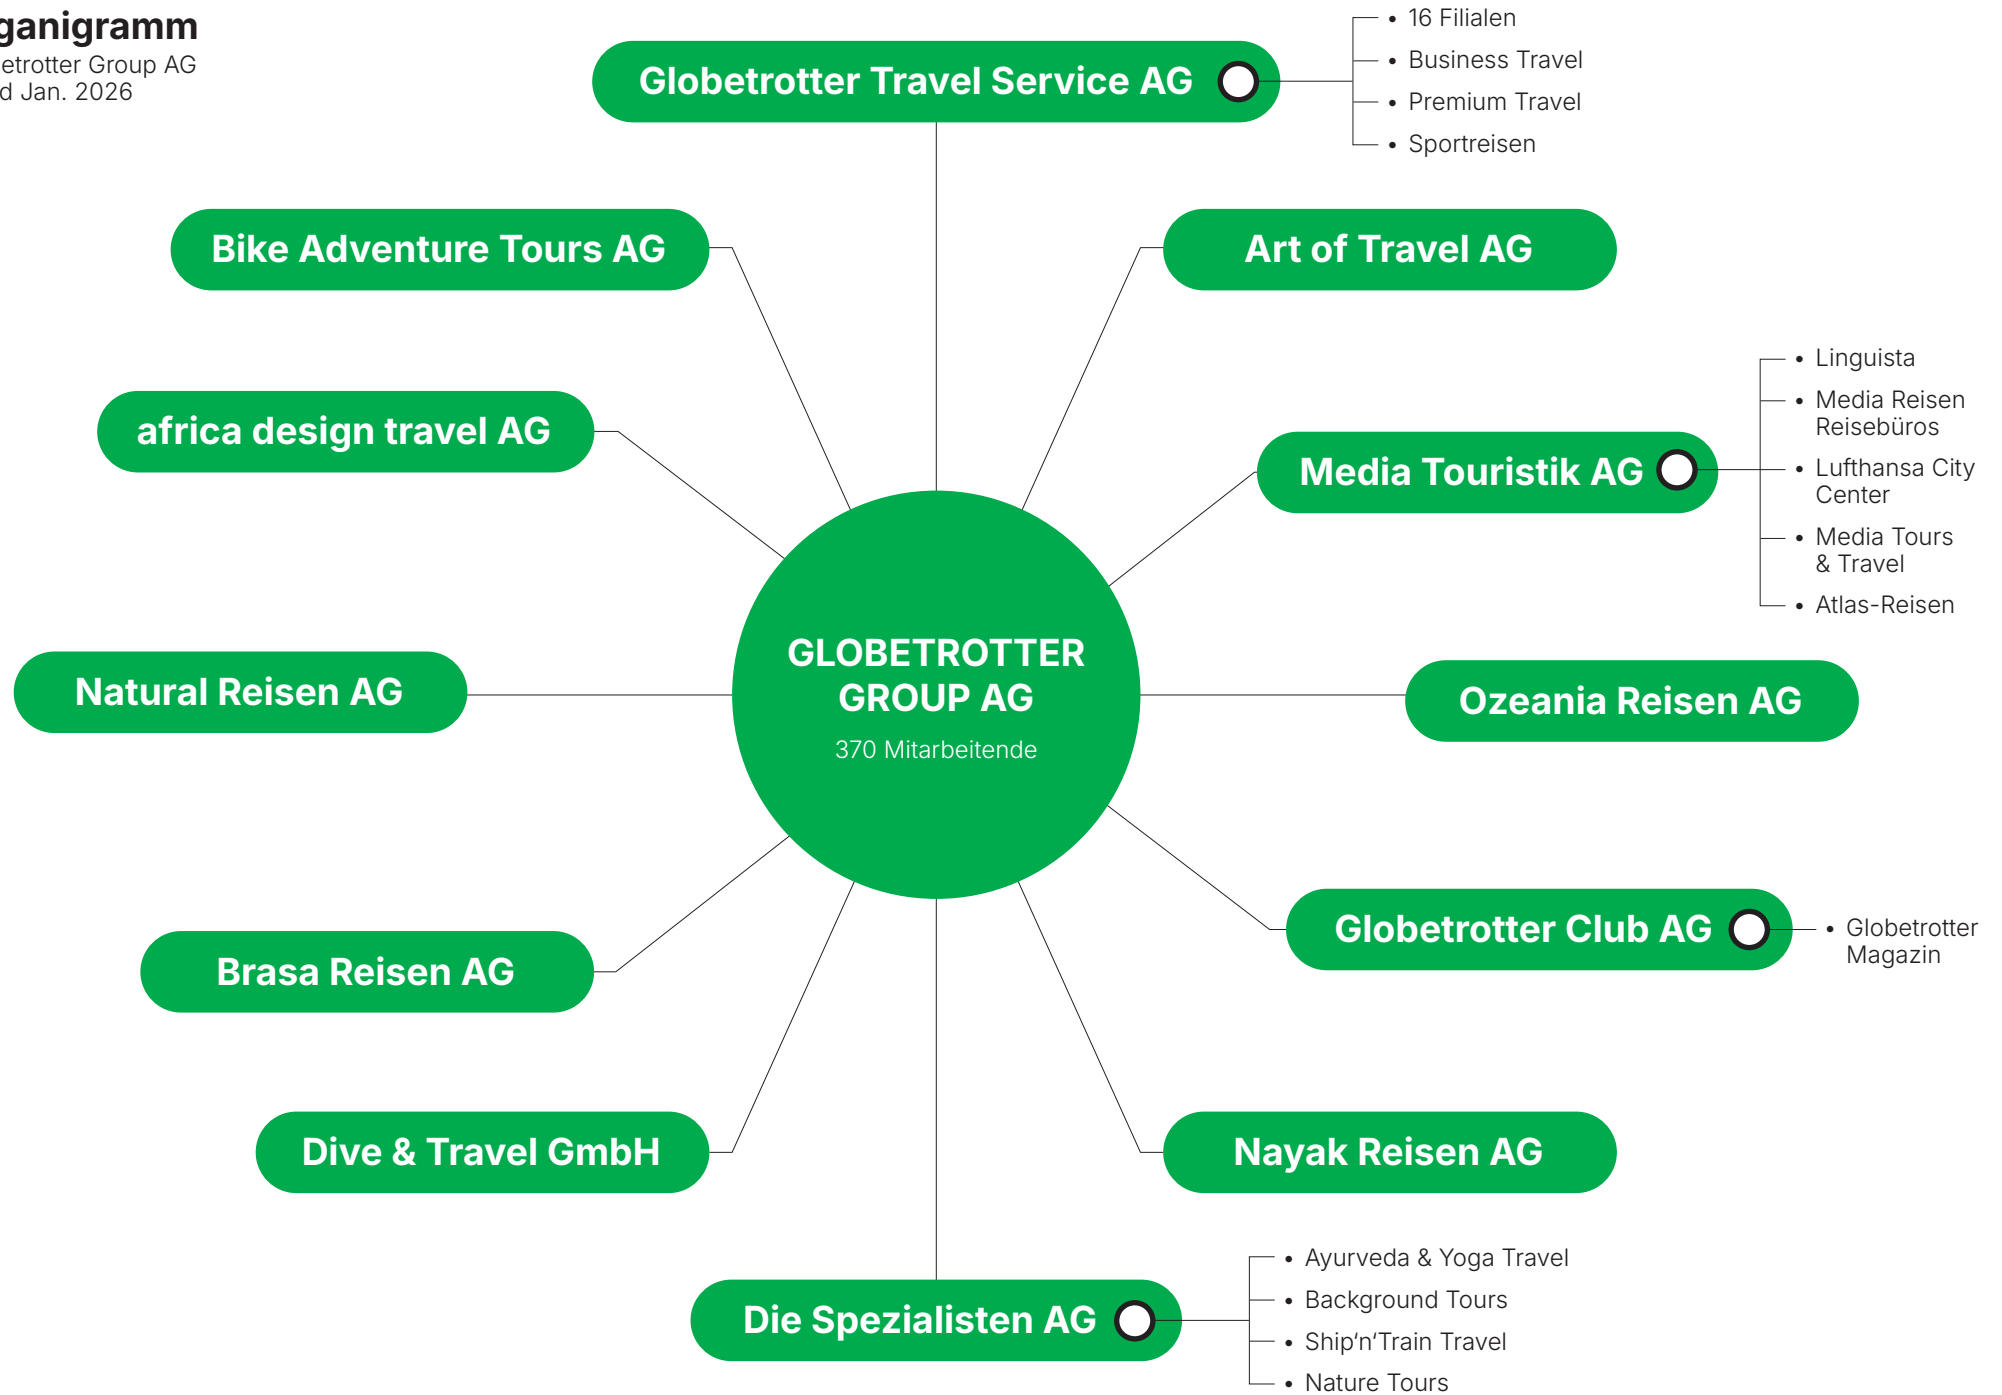 ganigramm
etrotter Group AG
d Jan. 2026
Globetrotter Travel Service AG
• 16 Filialen
• Business Travel
• Premium Travel
• Sportreisen
Bike Adventure Tours AG
Art of Travel AG
africa design travel AG
Media Touristik AG
• Linguista
• Media Reisen
Reisebüros
• Lufthansa City
Center
• Media Tours
& Travel
• Atlas-Reisen
GLOBETROTTER
GROUP AG
370 Mitarbeitende
Natural Reisen AG
Ozeania Reisen AG
Globetrotter Club AG
• Globetrotter
Magazin
Brasa Reisen AG
Dive & Travel GmbH
Nayak Reisen AG
Die Spezialisten AG
• Ayurveda & Yoga Travel
• Background Tours
• Ship‘n‘Train Travel
• Nature Tours